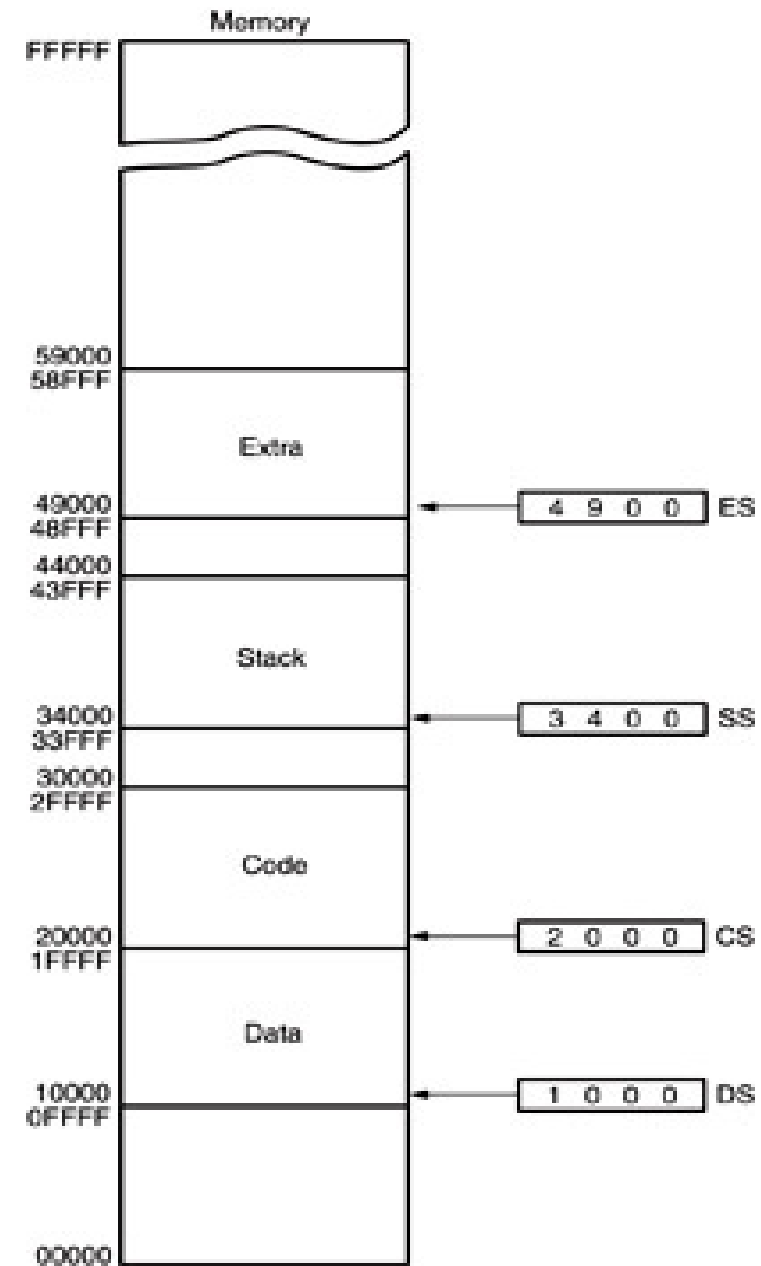 Memory
FFFFF
59000
58FFF
Extra
49000
48FFF
4 9 0 0 ES
44000
43FFF
Stack
34000
33FFF
3 4 0 0 SS
30000
2FFFF
Code
20000
1FFFF
2 0 0 0 CS
Data
10000
0FFFF
1 0 0 0 DS
00000